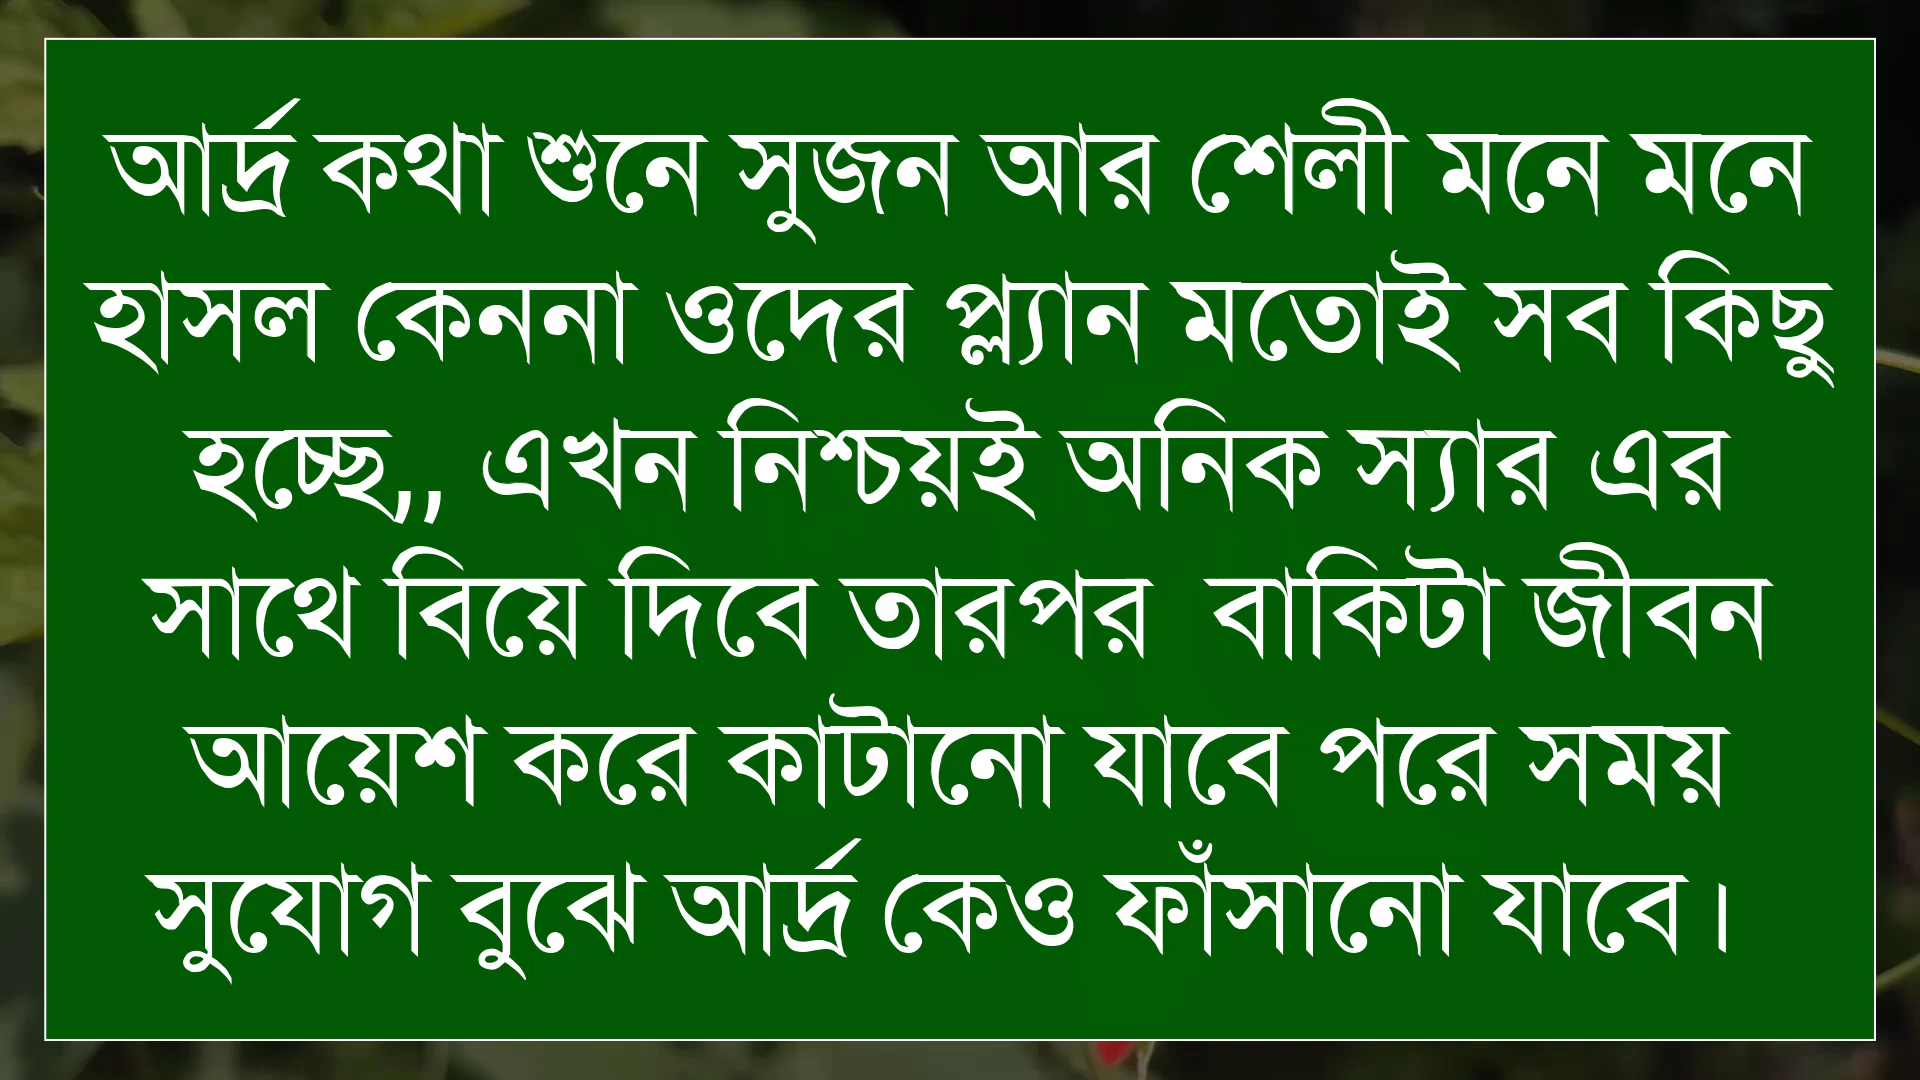 আর্দ্র কথা শুনে সুজন আর শেলী মনে মনে
হাসল কেননা ওদের প্ল্যান মতোই সব কিছু
হচ্ছে,, এখন নিশ্চয়ই অনিক স্যার এর
সাথে বিয়ে দিবে তারপর  বাকিটা জীবন
আয়েশ করে কাটানো যাবে পরে সময়
সুযোগ বুঝে আর্দ্র কেও ফাঁসানো যাবে।